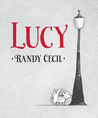 LUCY
• RANDY CECIL •